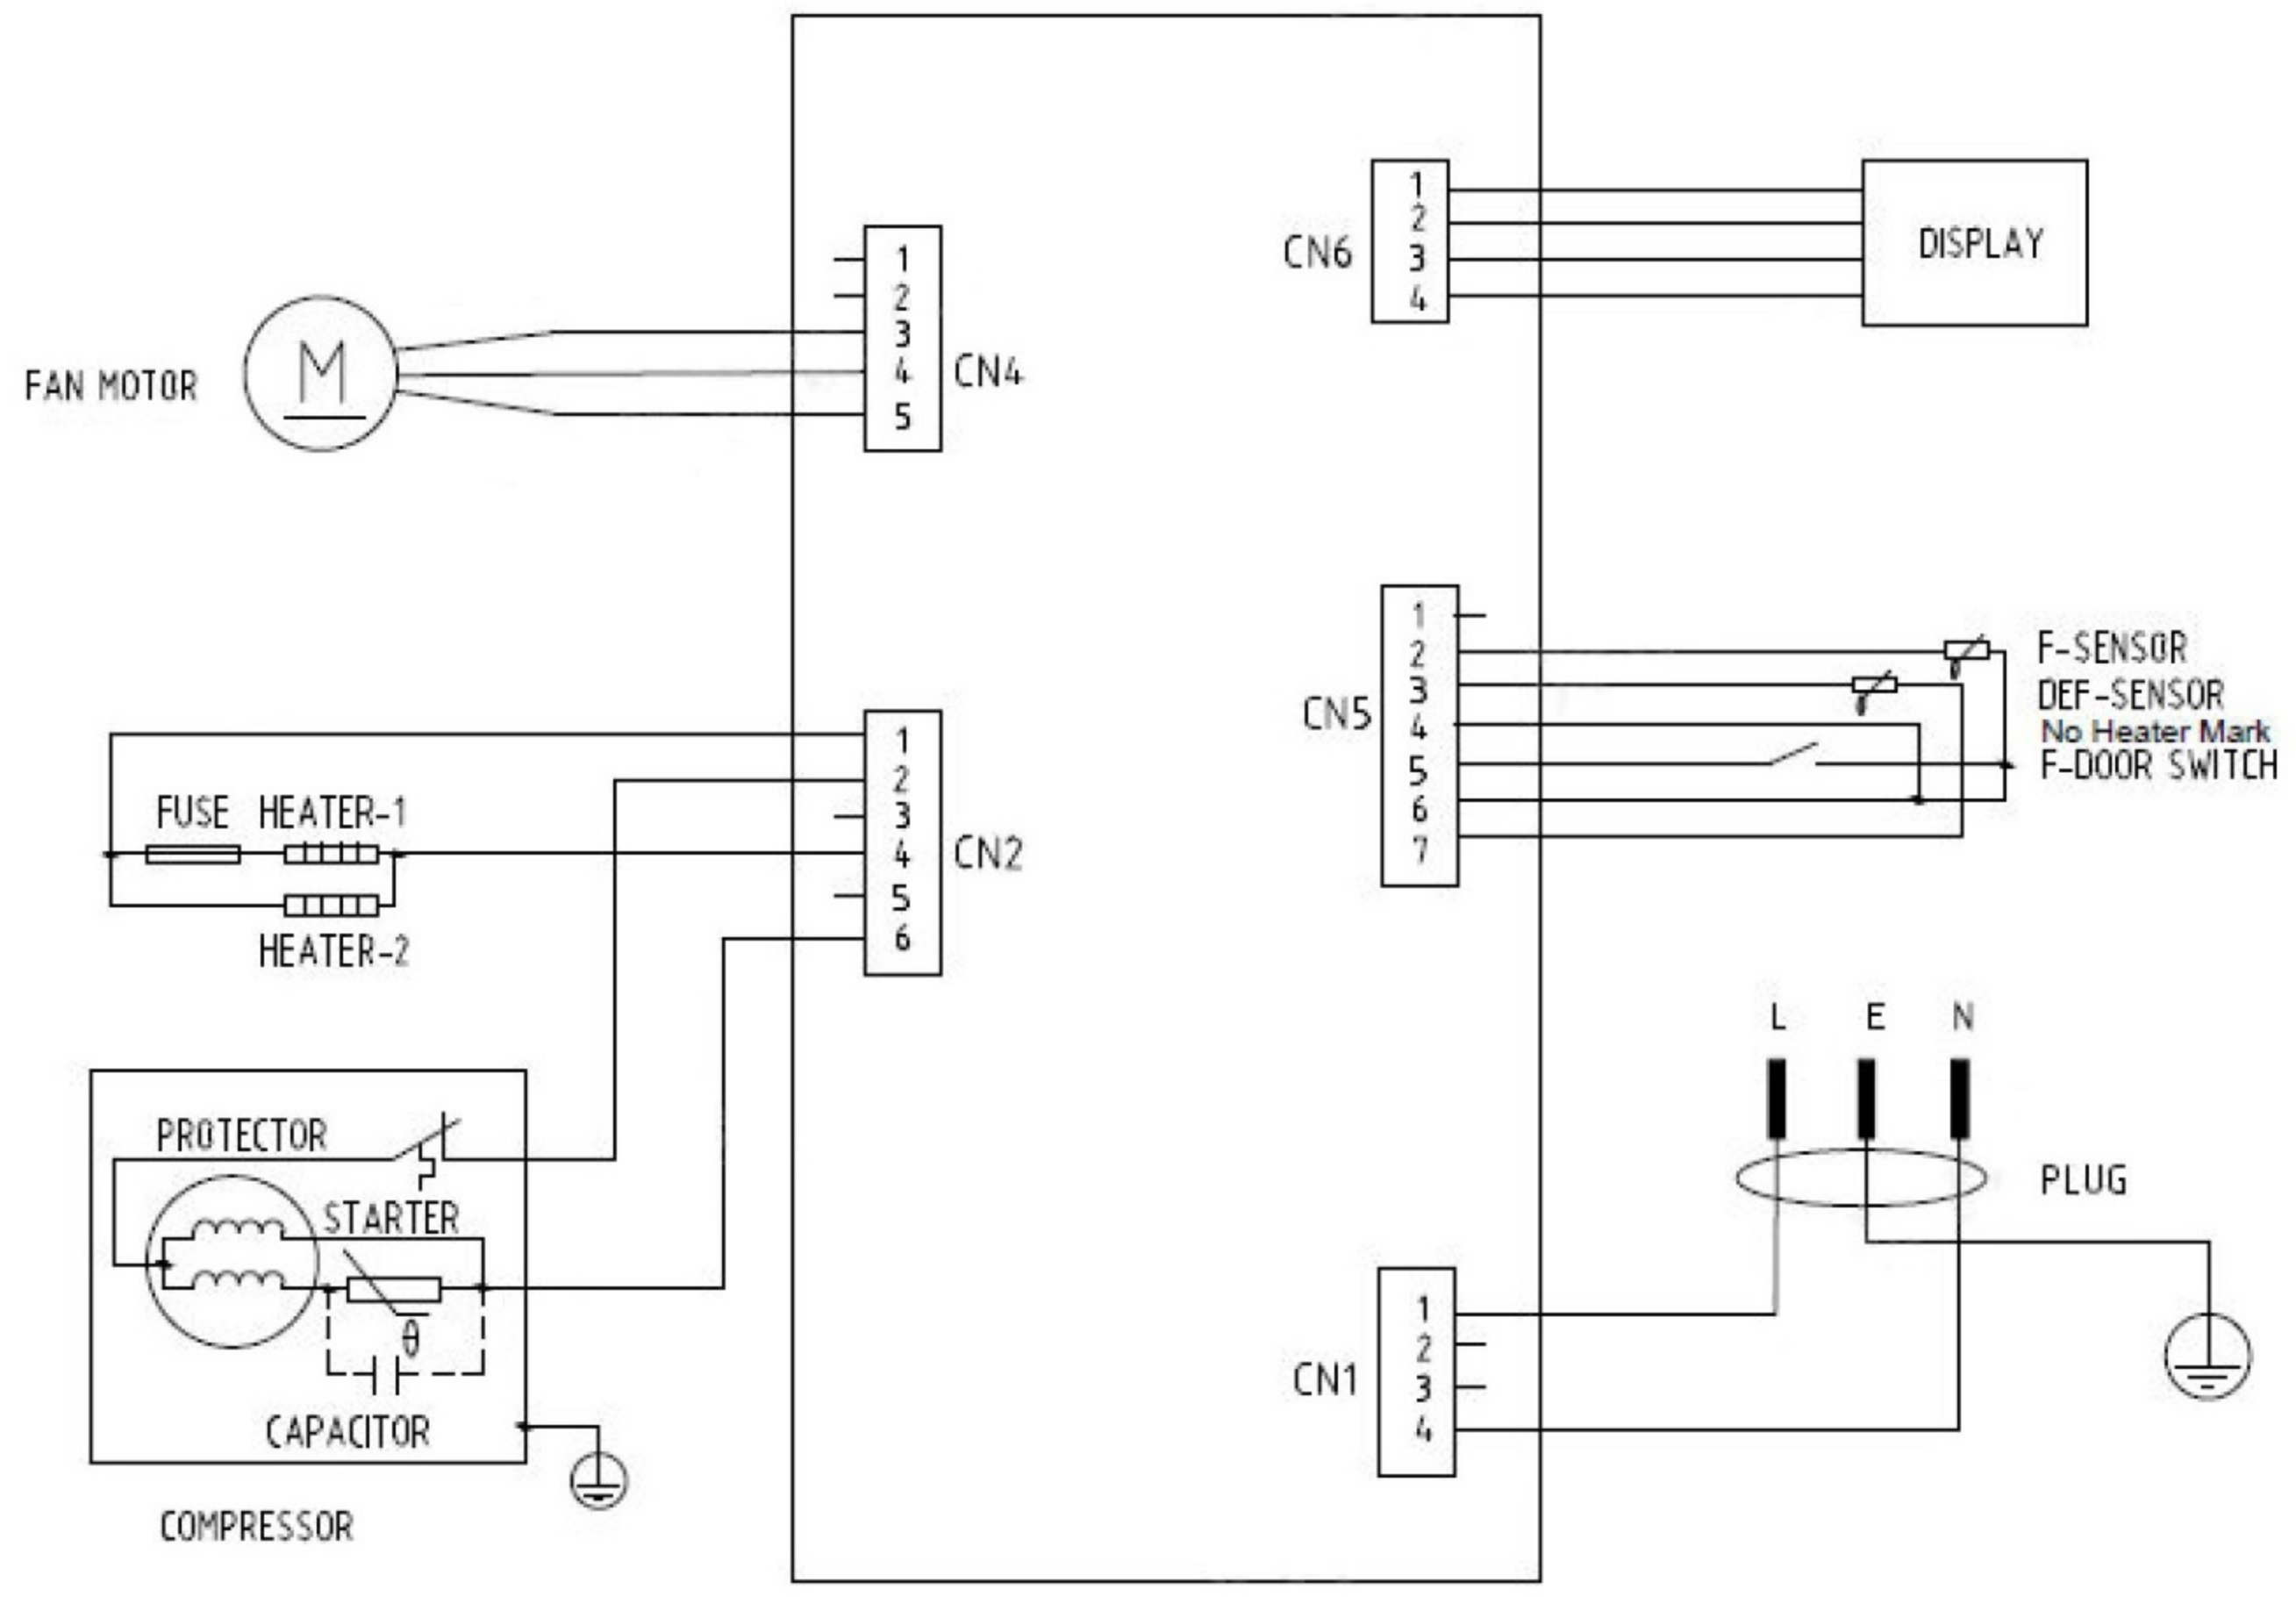 1
2
3
4
CN6
DISPLAY
1
2
3
4
5
CN4
M
FAN MOTOR
1
2
3
4
5
6
7
CN5
F-SENSOR
DEF-SENSOR
No Heater Mark
F-DOOR SWITCH
1
2
3
4
5
6
CN2
FUSE HEATER-1
HEATER-2
L E N
PLUG
PROTECTOR
STARTER
θ
CAPACITOR
COMPRESSOR
1
2
3
4
CN1